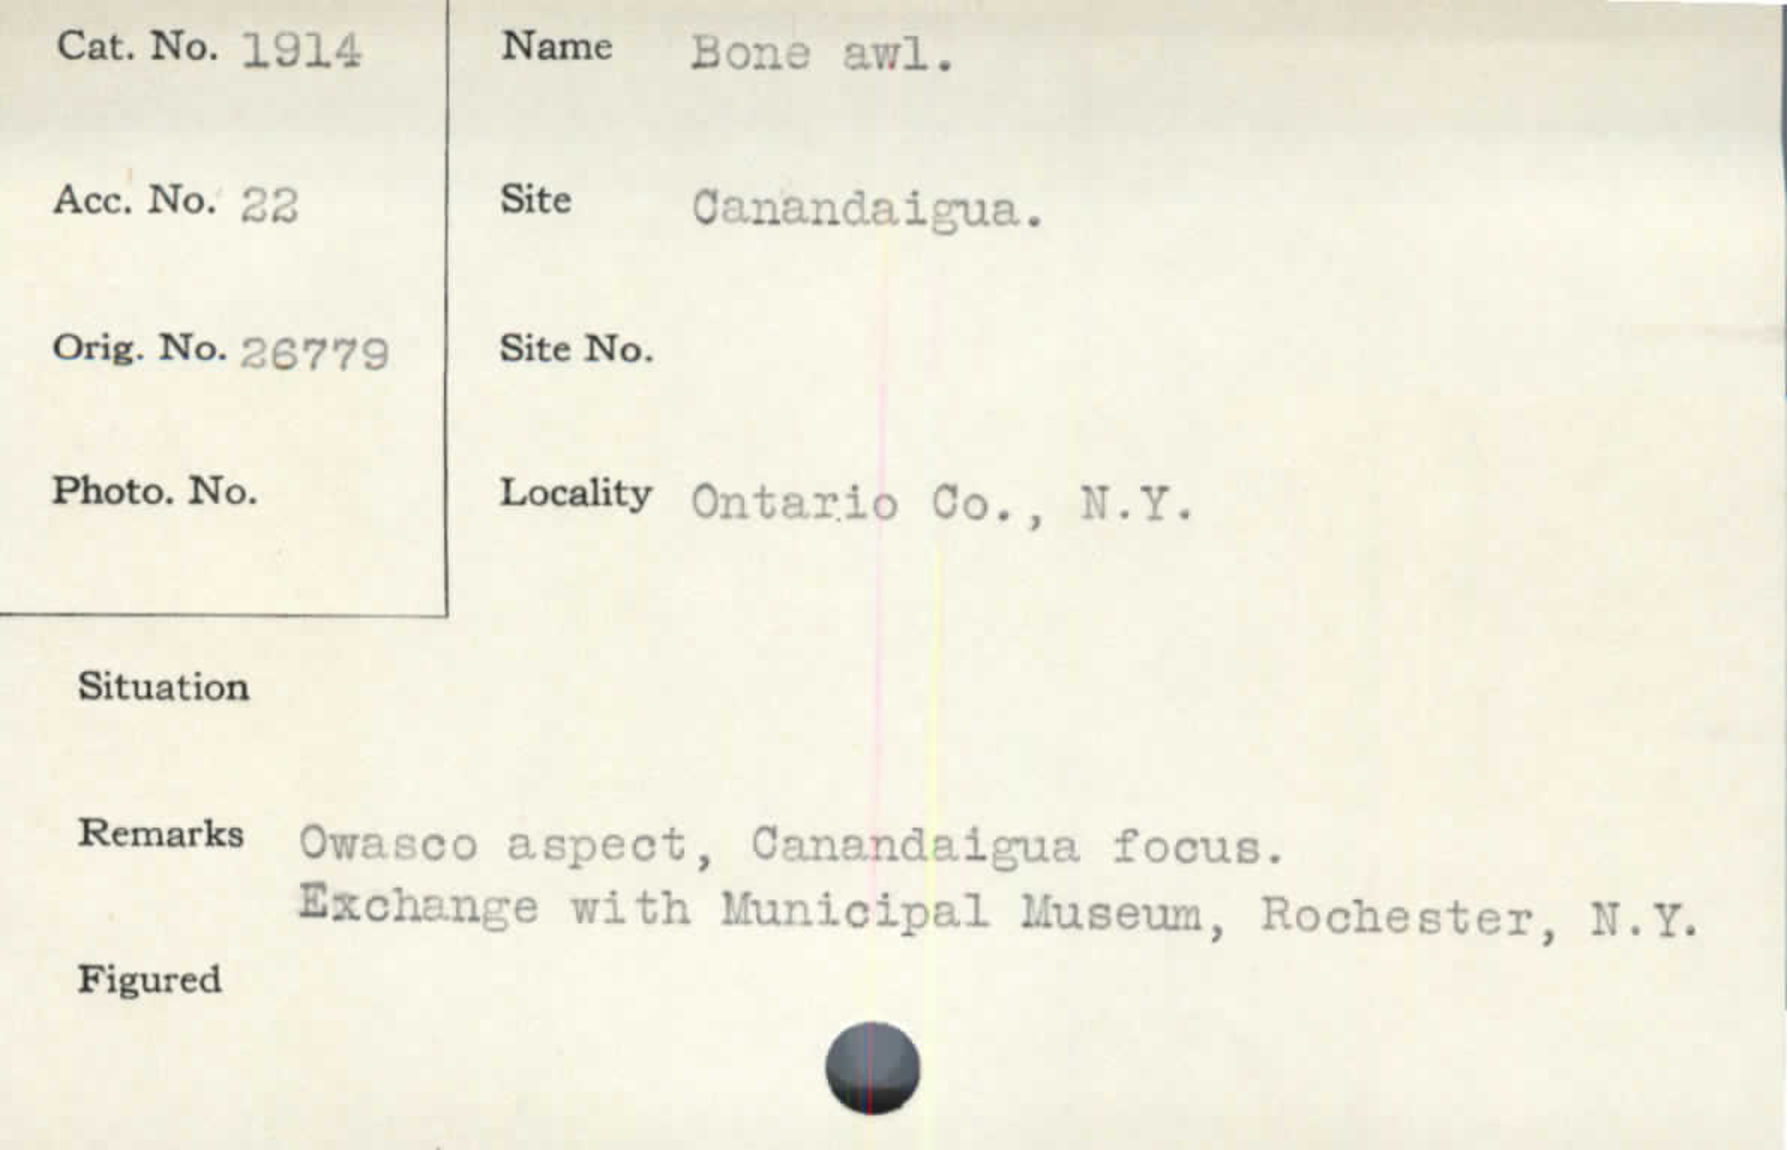 Cat. No. 1914
Name Bone awl.
Acc. No. 22
Site Canandaigua.
Orig. No. 26779
Site No.
Photo. No.
Locality Ontario Co., N.Y.
Situation
Remarks Owasco aspect, Canandaigua focus.
Exchange with Municipal Museum, Rochester, N.Y.
Figured